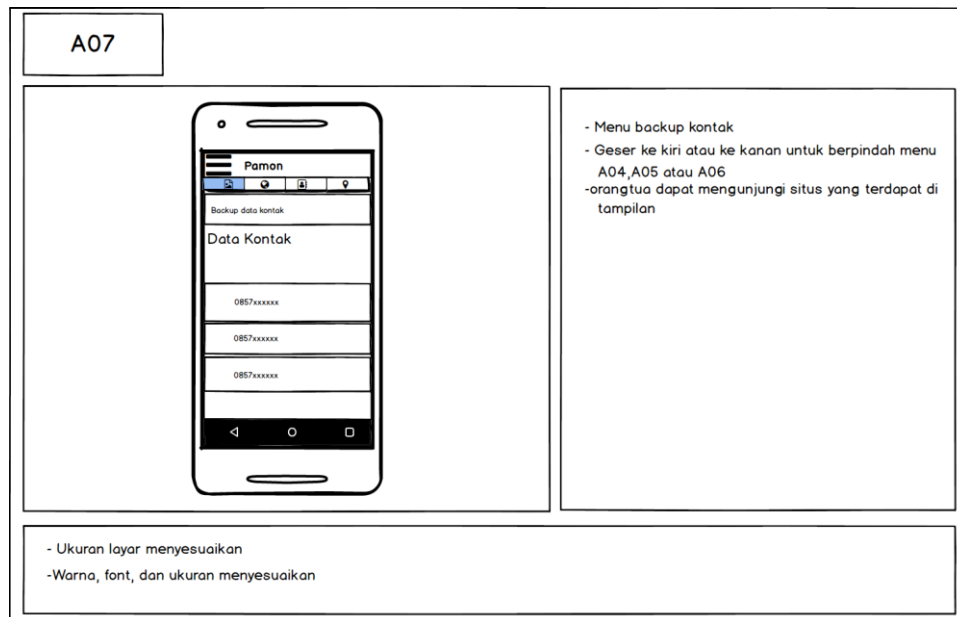 A07
Pamon
Backup data kontak
Data Kontak
0857xxxxxx
0857xxxxxx
0857xxxxxx
- Menu backup kontak
- Geser ke kiri atau ke kanan untuk berpindah menu
A04,A05 atau A06
-orangtua dapat mengunjungi situs yang terdapat di
tampilan
- Ukuran layar menyesuaikan
-Warna, font, dan ukuran menyesuaikan